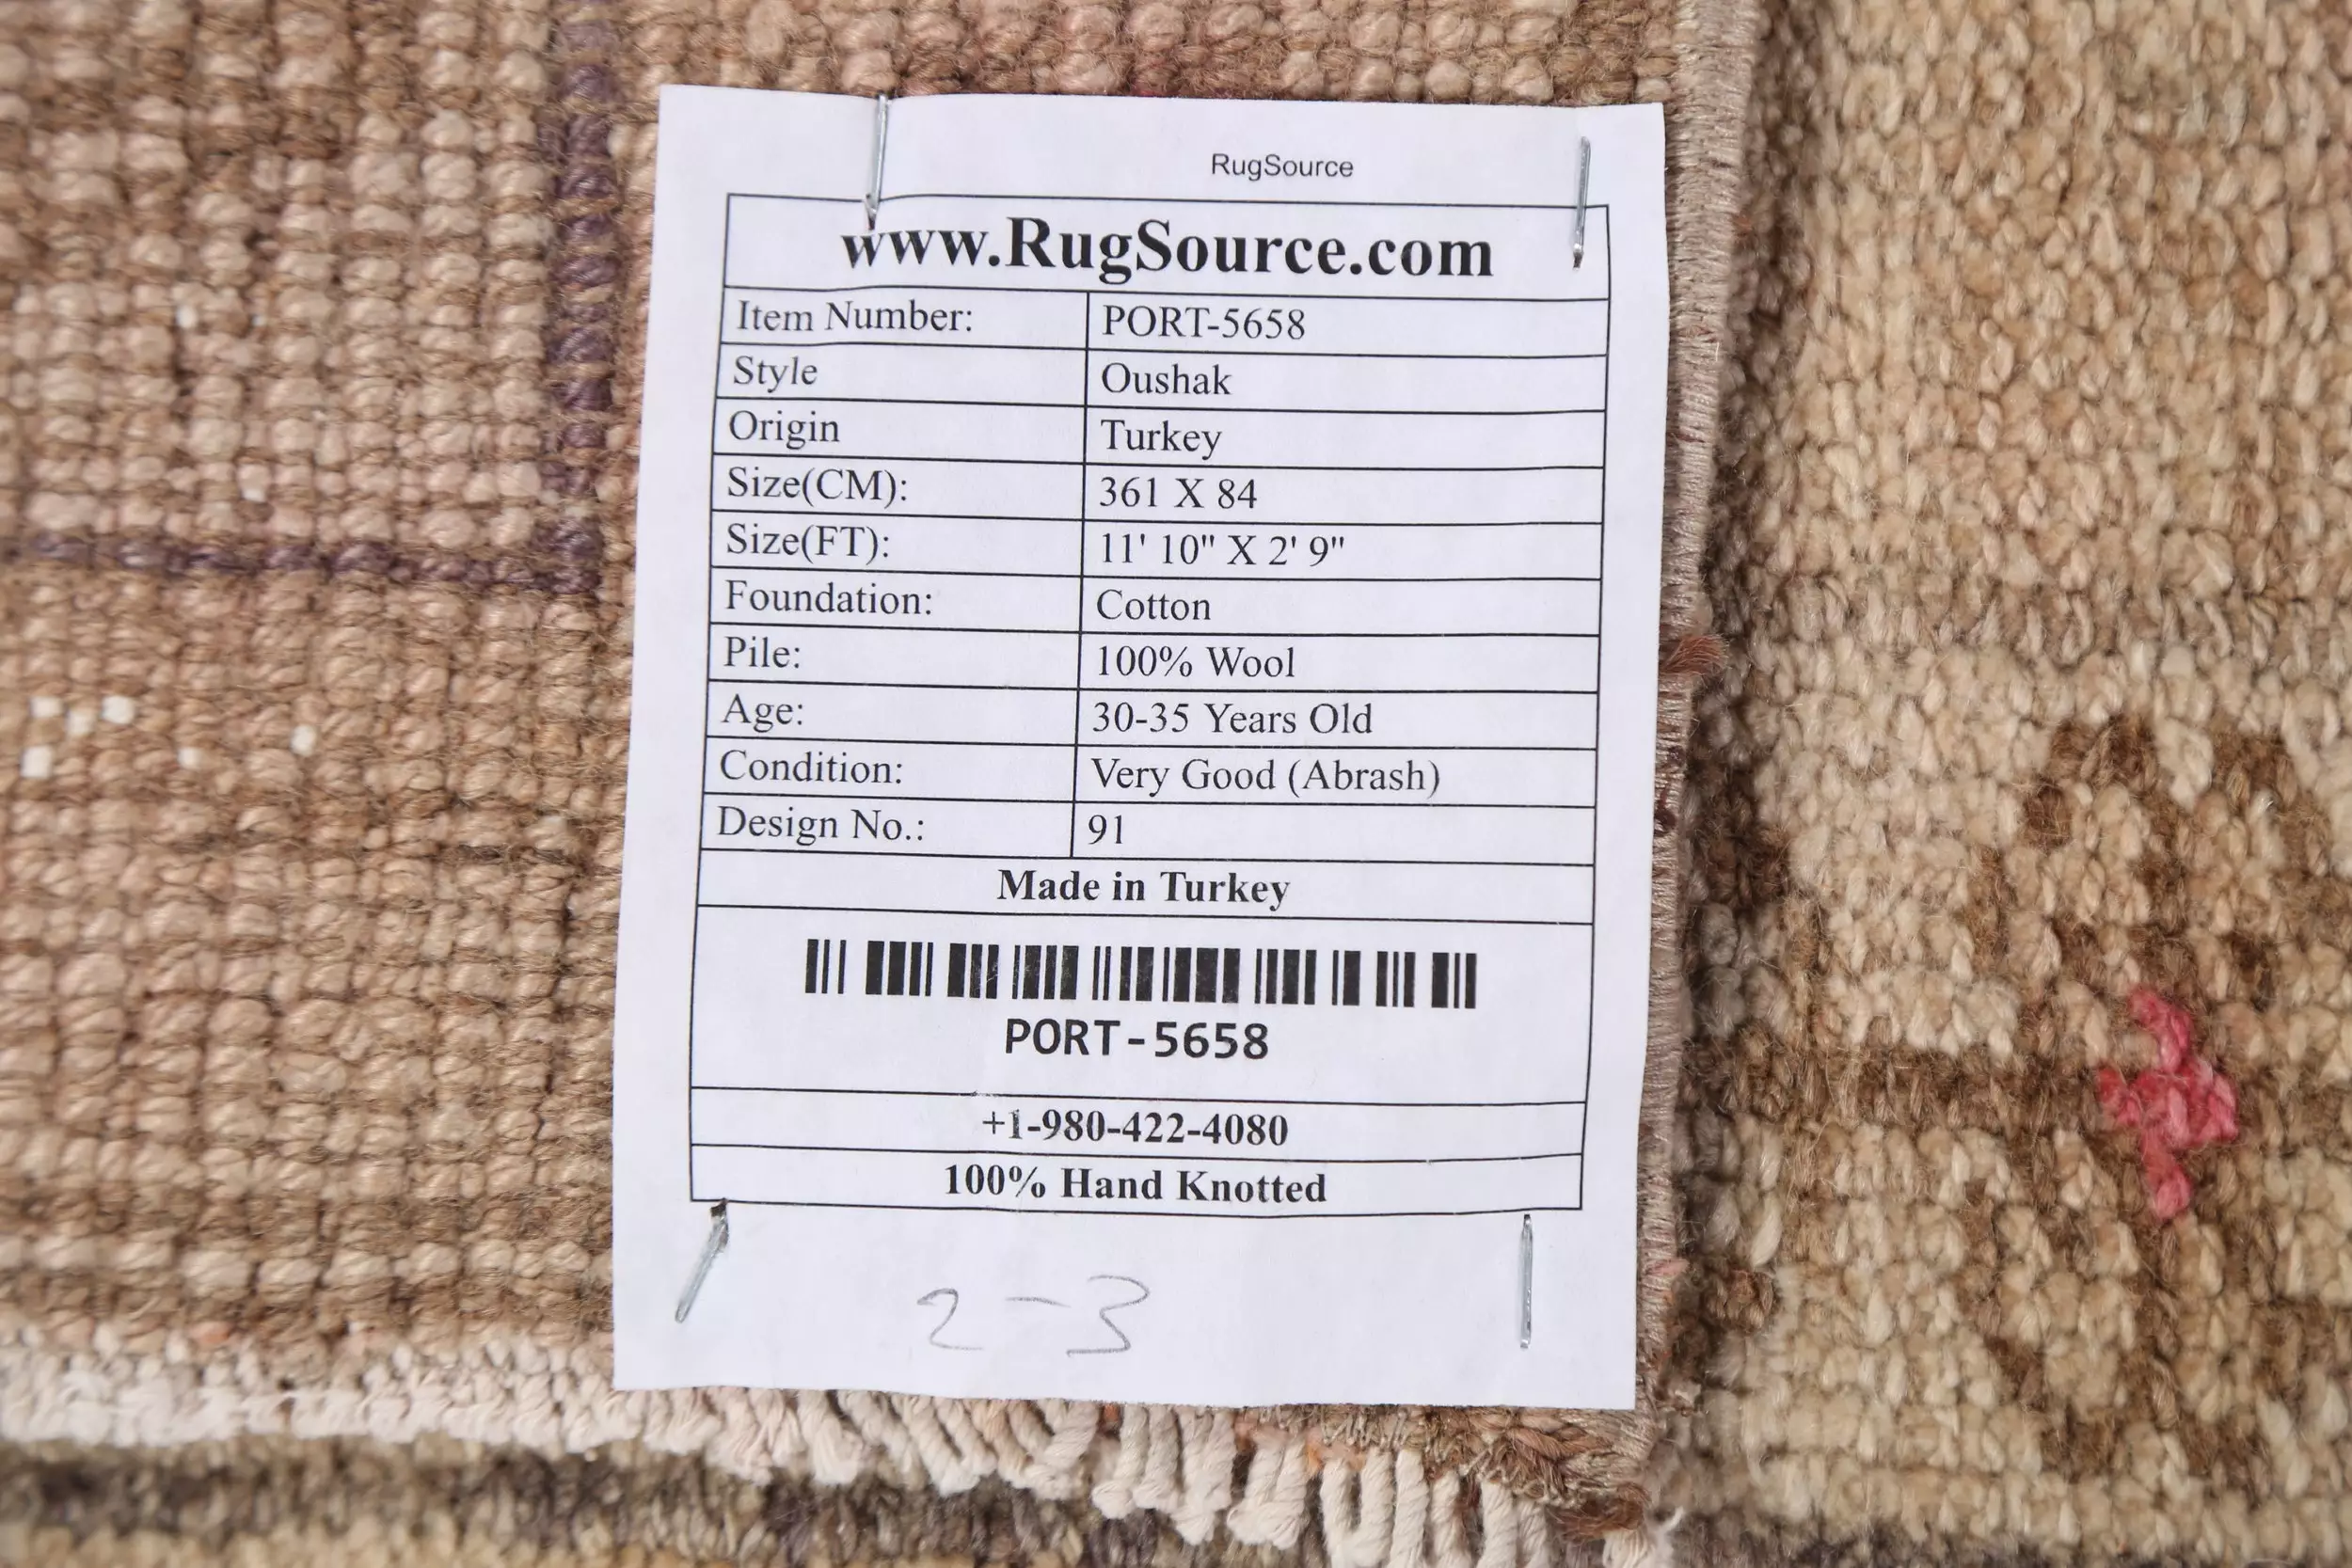 RugSource
www.RugSource.com
Item Number: PORT-5658
Style Oushak
Origin Turkey
Size(CM): 361 X 84
Size(FT): 11' 10" X 2' 9"
Foundation: Cotton
Pile: 100% Wool
Age: 30-35 Years Old
Condition: Very Good (Abrash)
Design No.: 91
Made in Turkey
PORT-5658
+1-980-422-4080
100% Hand Knotted
2-3